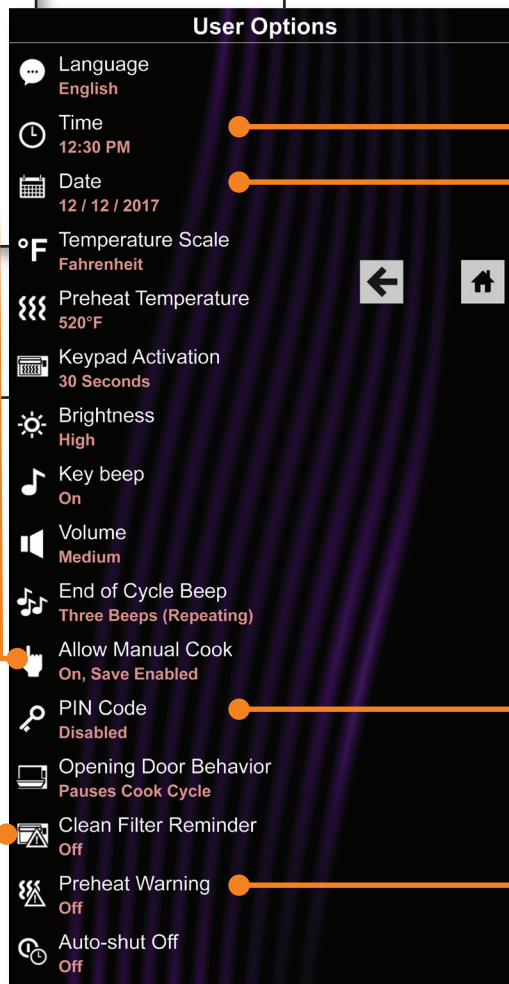 User Options
Language
English
Time
12:30 PM
Date
12 / 12 / 2017
°F
Temperature Scale
Fahrenheit
Preheat Temperature
520°F
Keypad Activation
30 Seconds
Brightness
High
Key beep
On
Volume
Medium
End of Cycle Beep
Three Beeps (Repeating)
Allow Manual Cook
On, Save Enabled
PIN Code
Disabled
Opening Door Behavior
Pauses Cook Cycle
Clean Filter Reminder
Off
Preheat Warning
Off
Auto-shut Off
Off